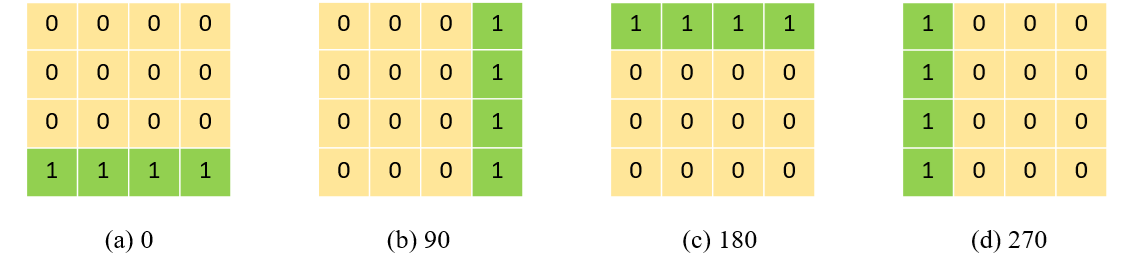 0 0 0 0 0 0 0 1 1 1 1 1 1 0 0 0
0 0 0 0 0 0 0 1 0 0 0 0 1 0 0 0
0 0 0 0 0 0 0 1 0 0 0 0 1 0 0 0
1 1 1 1 0 0 0 1 0 0 0 0 1 0 0 0
(a) 0 (b) 90 (c) 180 (d) 270